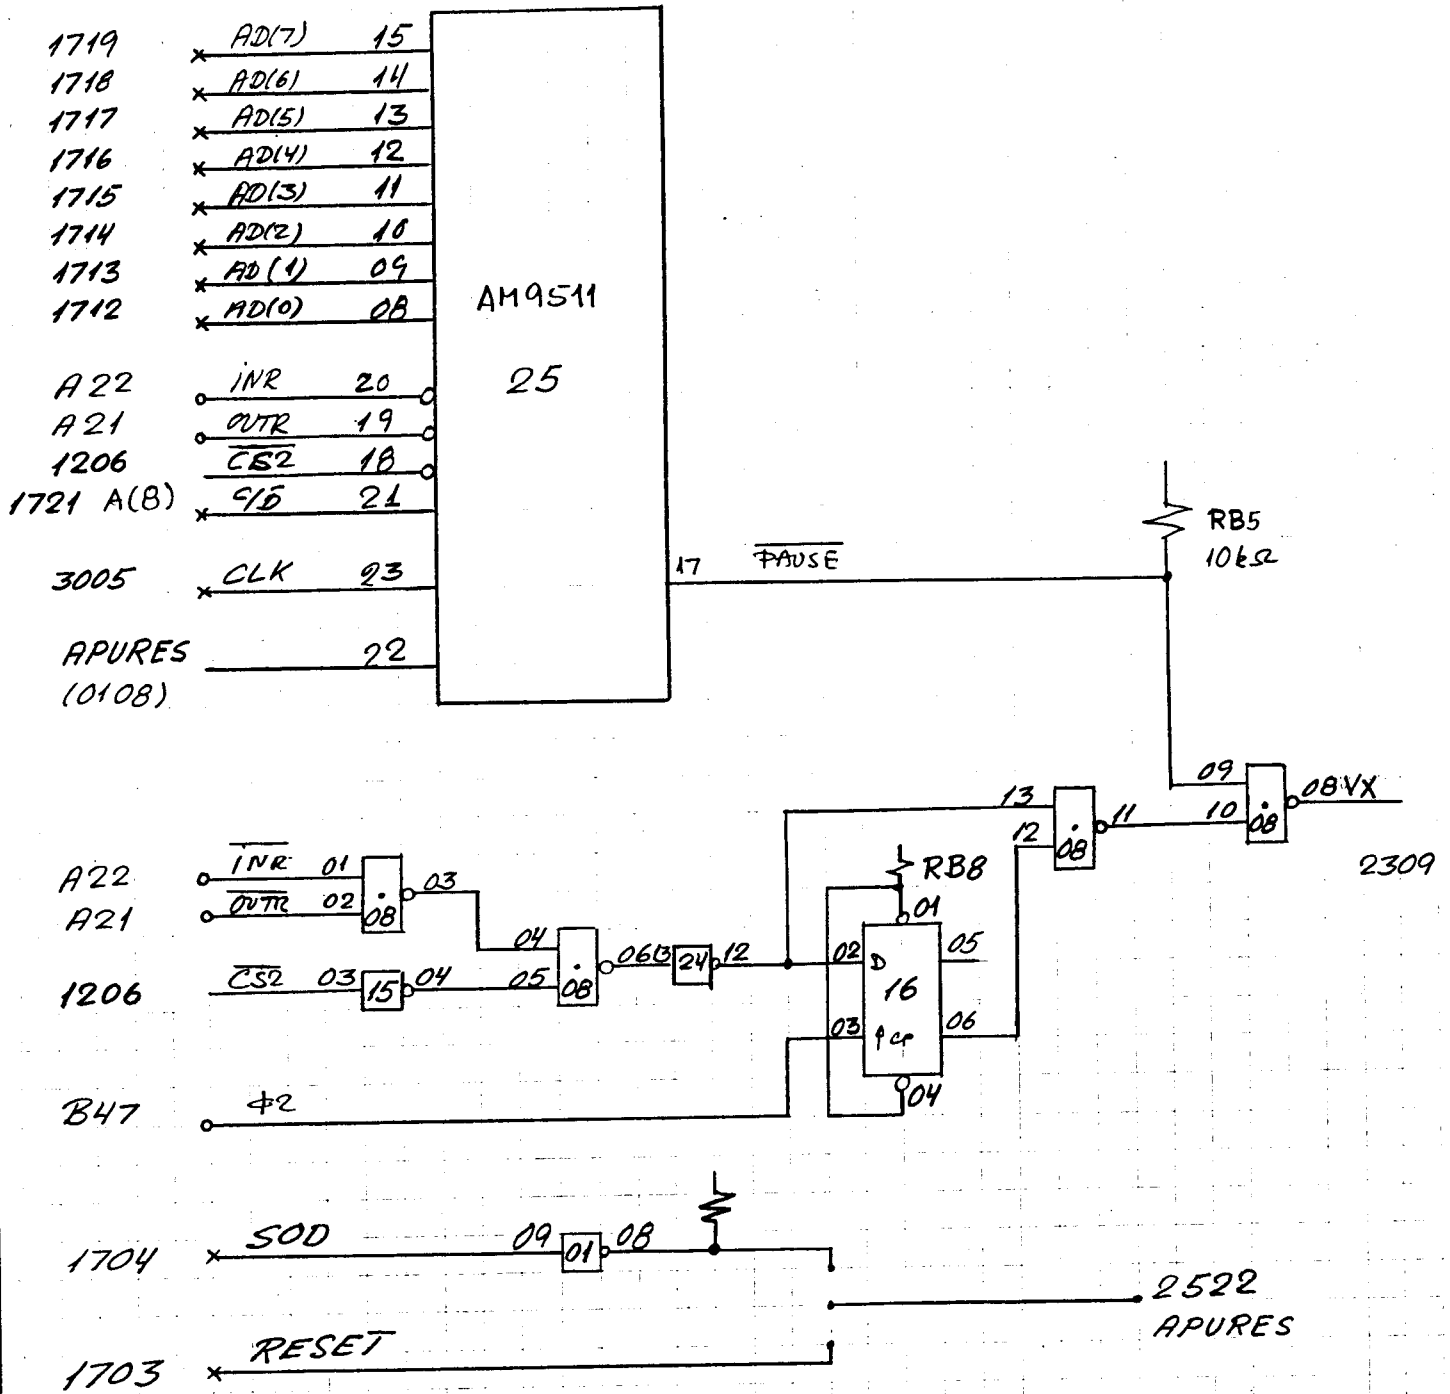 1719 AD(7) 15
1718 AD(6) 14
1717 AD(5) 13
1716 AD(4) 12
1715 AD(3) 11
1714 AD(2) 10
1713 AD(1) 09
1712 AD(0) 08
AM9511
25
A22 INR 20
A21 OUTR 19
1206 CS2 18
1721 A(8) C/D 21
3005 CLK 23
APURES 22
(0108)
17 PAUSE
RB5
10kΩ
09
10
08
08 VX
2309
13
12
08
11
A22 INR 01
A21 OUTR 02
08
03
1206 CS2 03 15 04
04
05
08
06 13 24 12
RB8
01
02 D 05
16
03 CP 06
04
B47 Φ2
1704 SOD 09 01 08
2522
APURES
1703 RESET